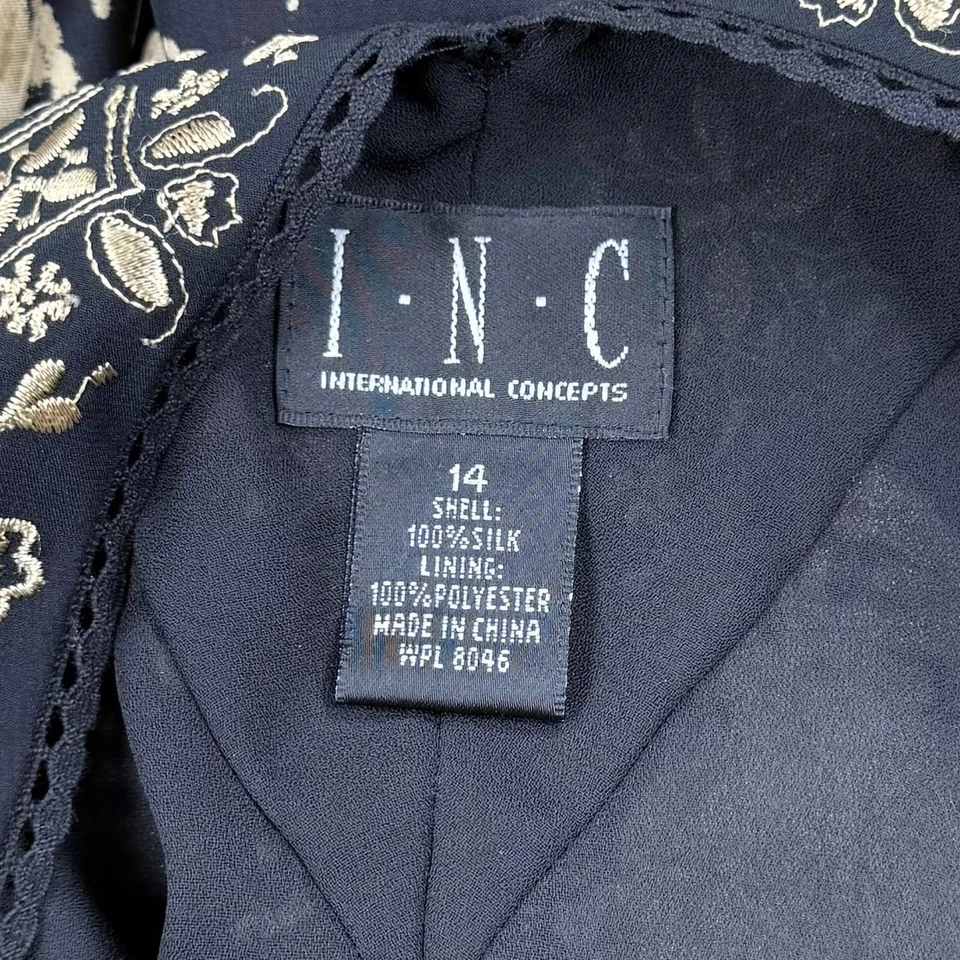 I·N·C
INTERNATIONAL CONCEPTS
14
SHELL:
100%SILK
LINING:
100%POLYESTER
MADE IN CHINA
WPL 8046